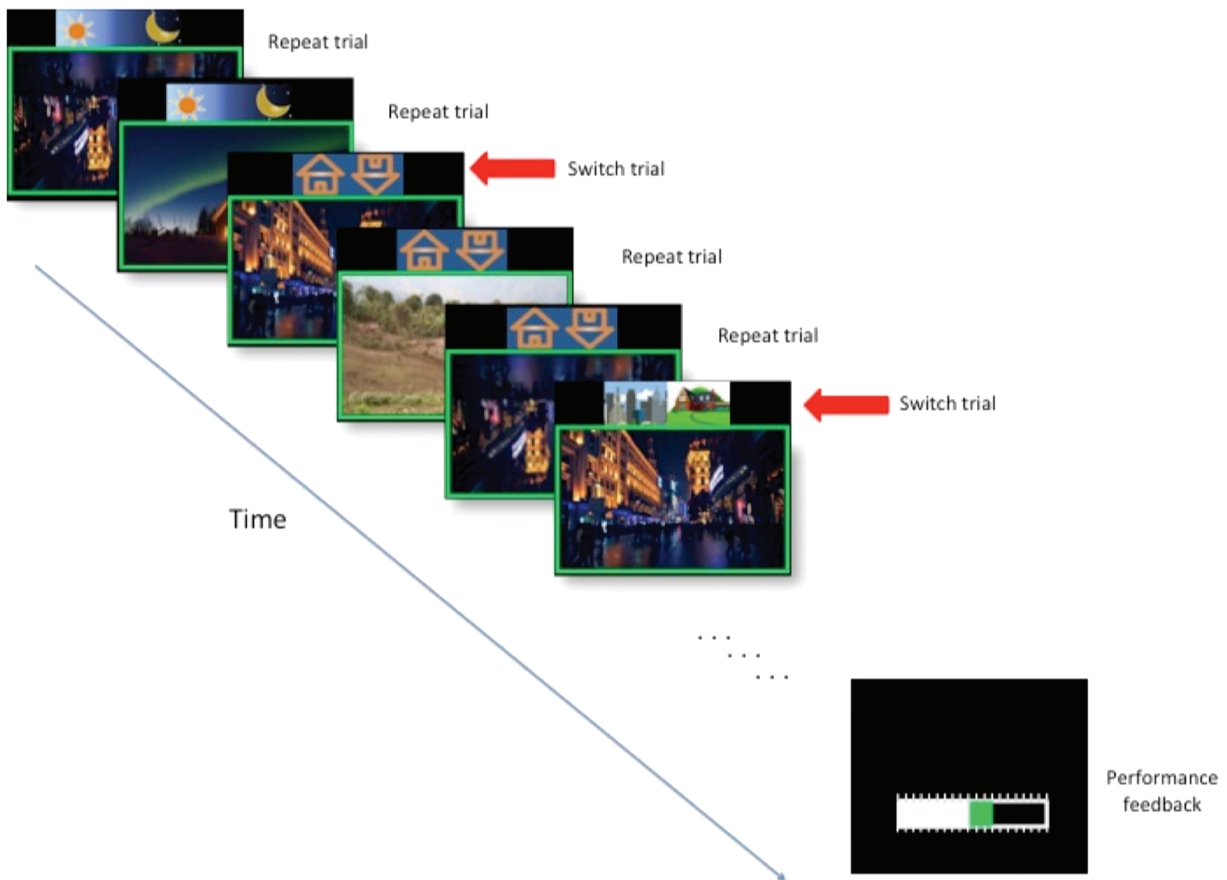 Repeat trial
Repeat trial
Switch trial
Repeat trial
Repeat trial
Switch trial
Time
Performance
feedback